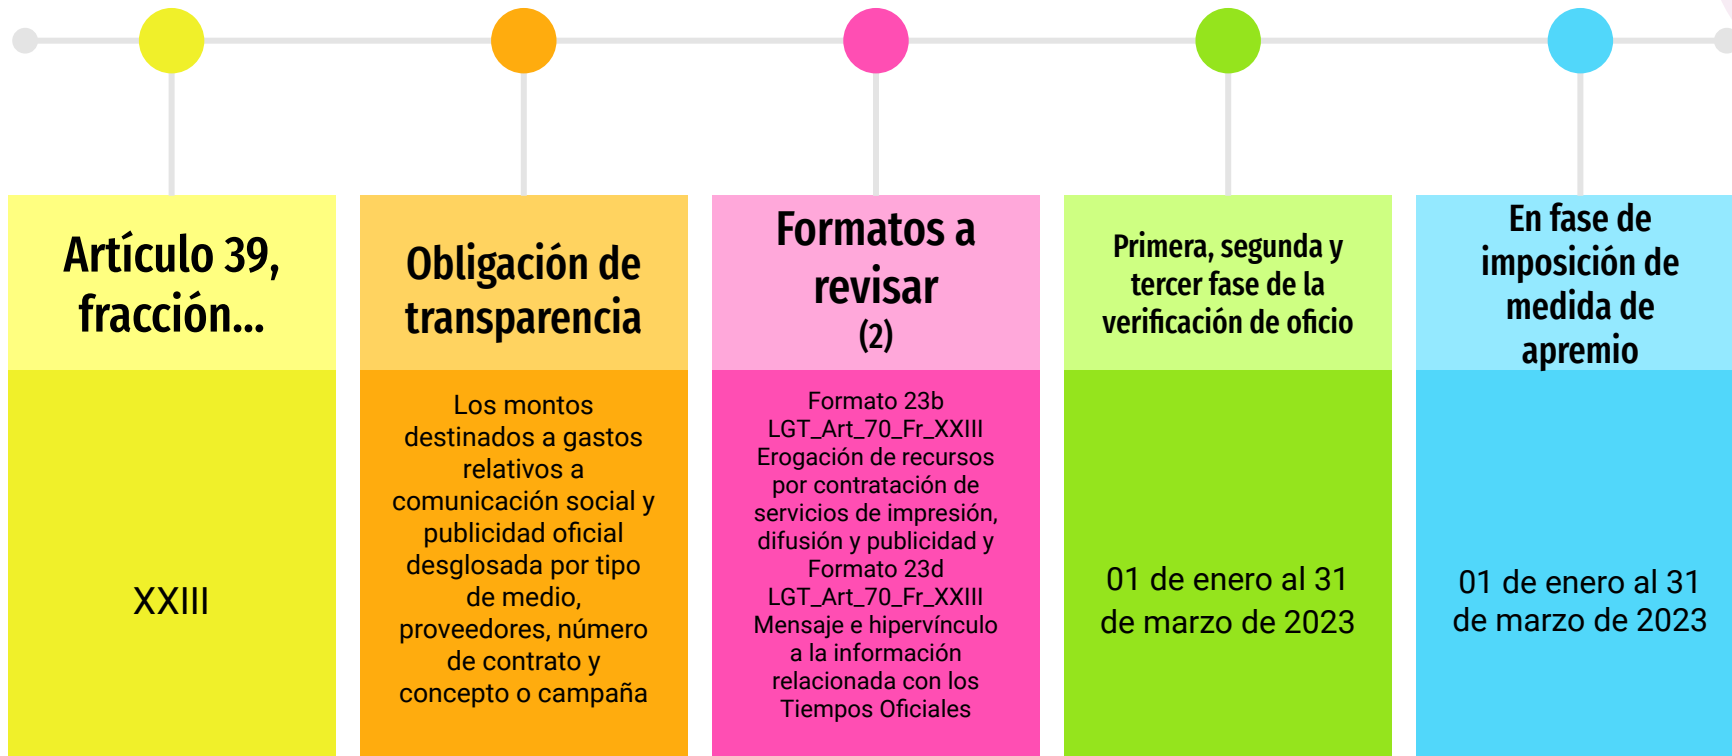 Artículo 39,
fracción...
XXIII
Obligación de
transparencia
Los montos
destinados a gastos
relativos a
comunicación social y
publicidad oficial
desglosada por tipo
de medio,
proveedores, número
de contrato y
concepto o campaña
Formatos a
revisar
(2)
Formato 23b
LGT_Art_70_Fr_XXIII
Erogación de recursos
por contratación de
servicios de impresión,
difusión y publicidad y
Formato 23d
LGT_Art_70_Fr_XXIII
Mensaje e hipervínculo
a la información
relacionada con los
Tiempos Oficiales
Primera, segunda y
tercer fase de la
verificación de oficio
01 de enero al 31
de marzo de 2023
En fase de
imposición de
medida de
apremio
01 de enero al 31
de marzo de 2023